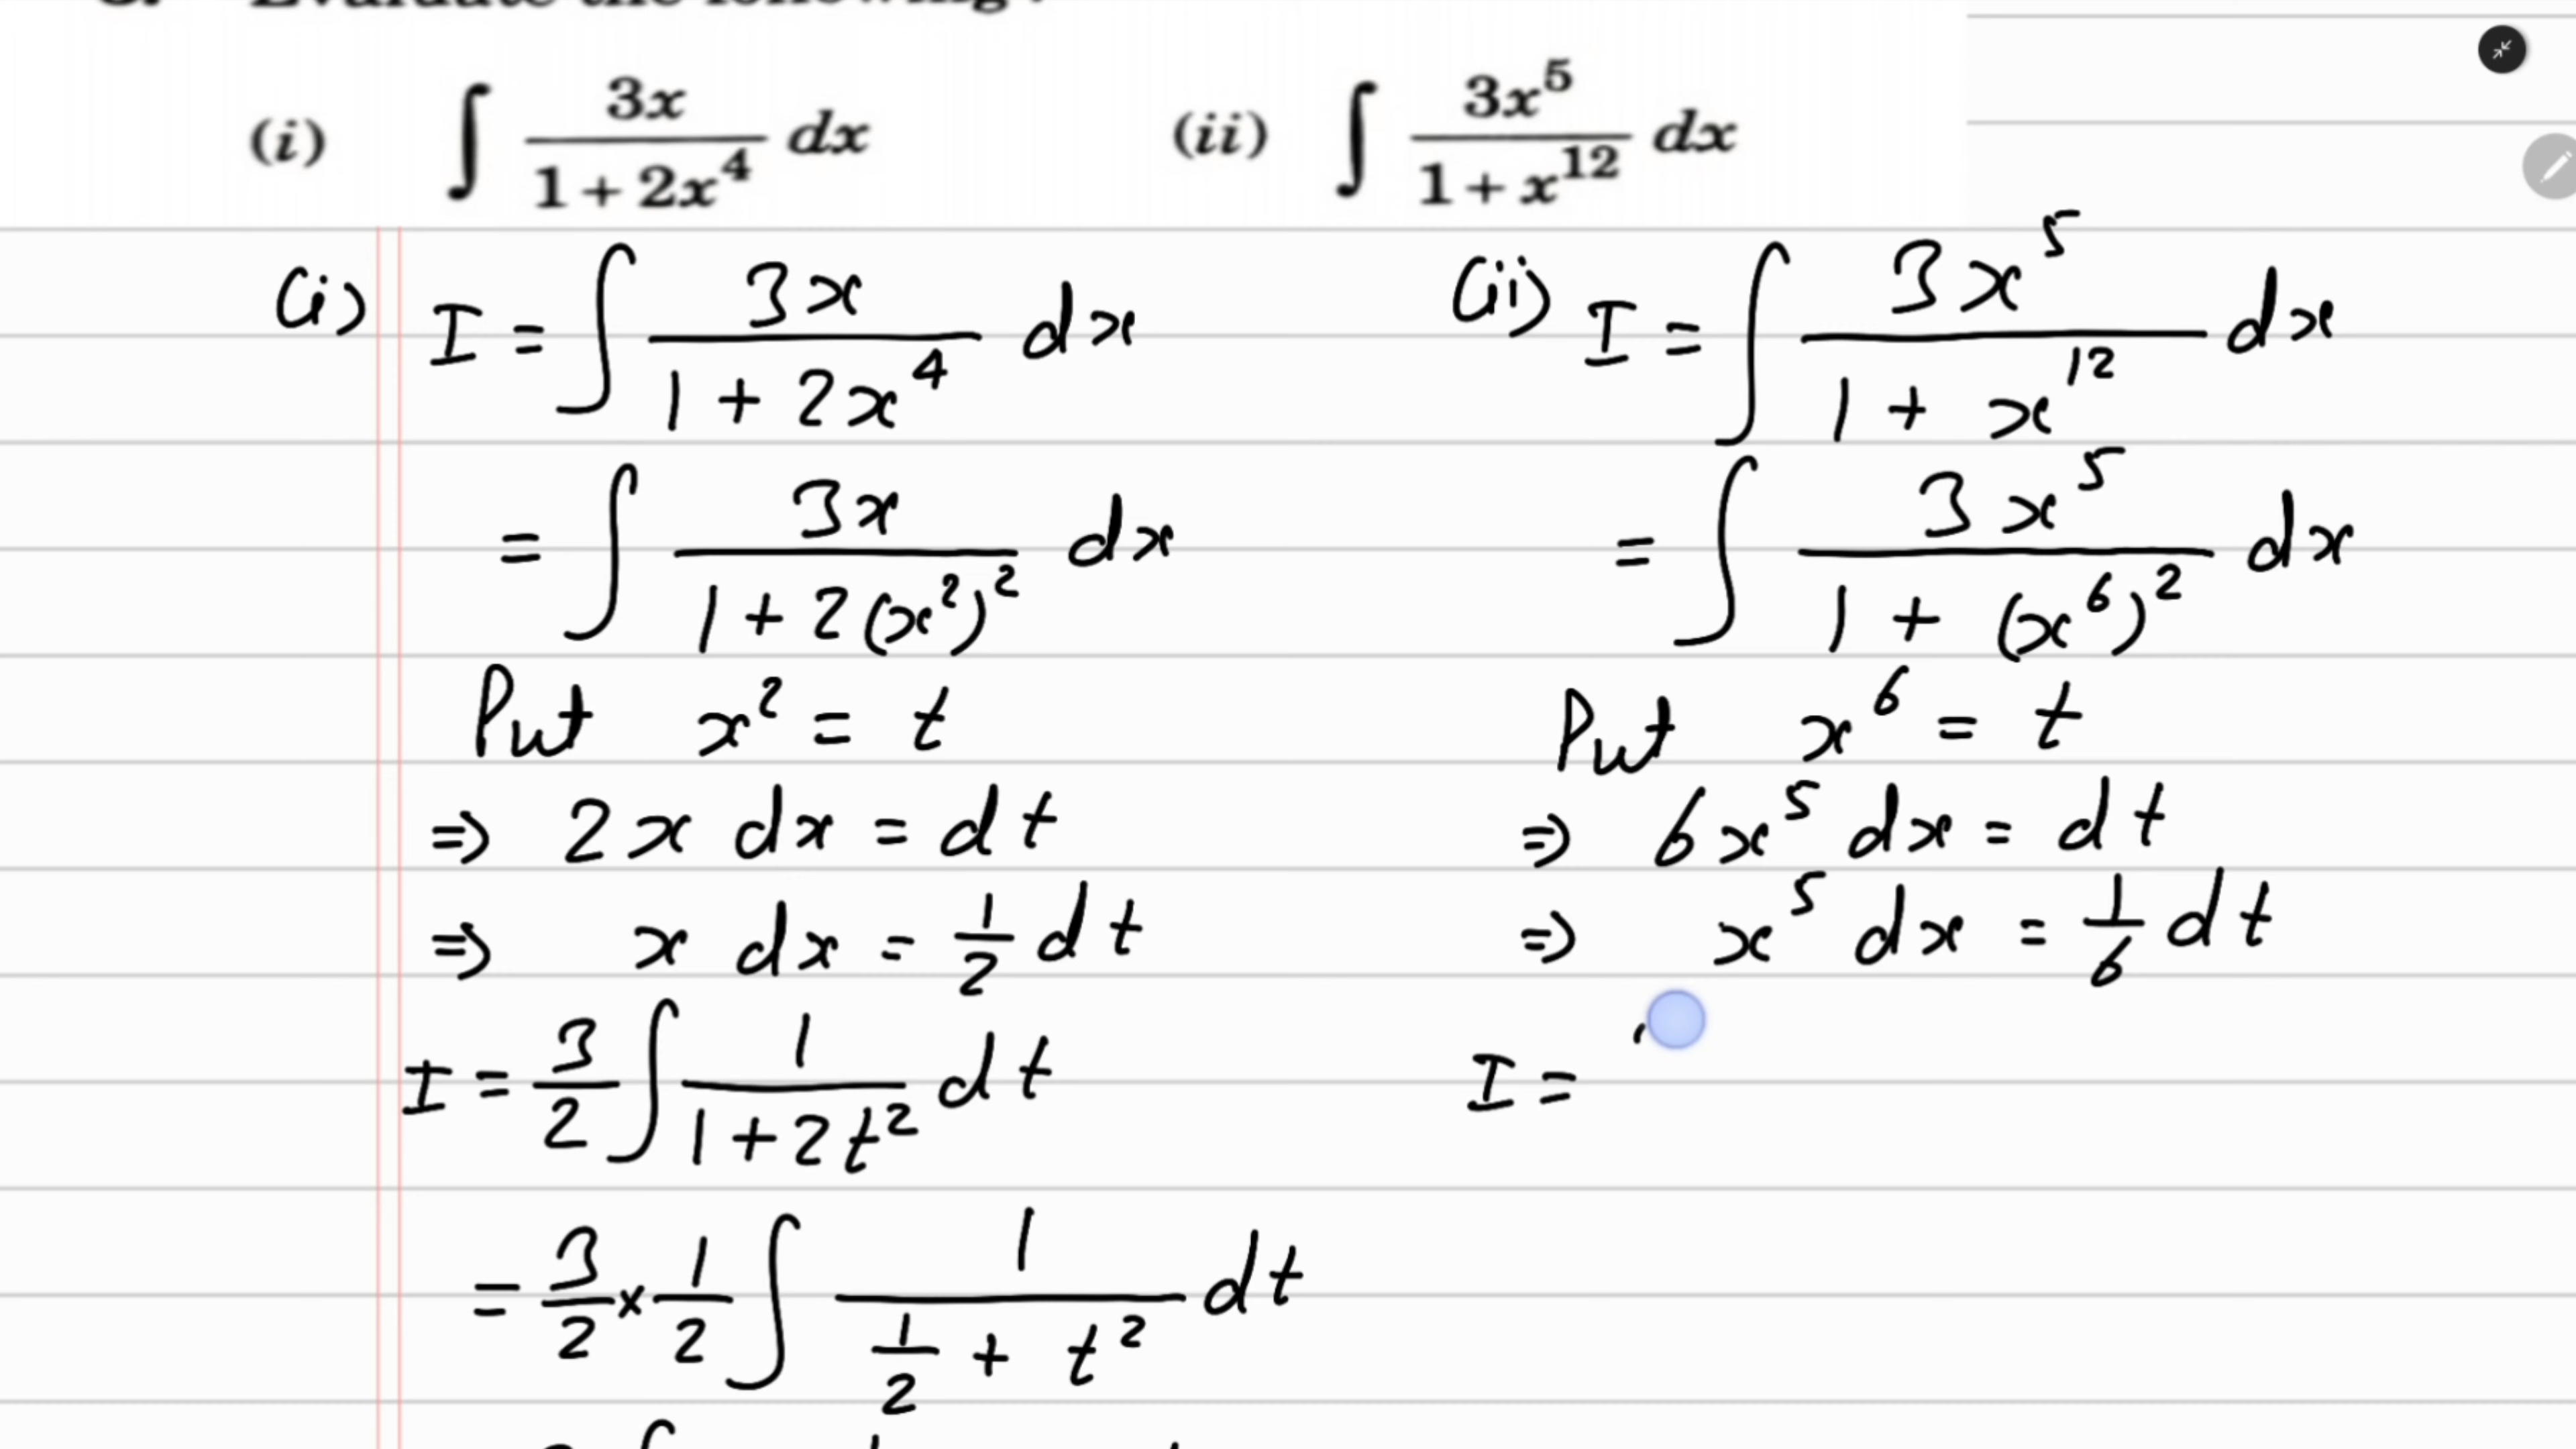 Evaluate the following :
(i) ∫ 3x / (1 + 2x⁴) dx (ii) ∫ 3x⁵ / (1 + x¹²) dx
(i) I = ∫ 3x / (1 + 2x⁴) dx
= ∫ 3x / (1 + 2(x²)²) dx
Put x² = t
⇒ 2x dx = dt
⇒ x dx = 1/2 dt
I = 3/2 ∫ 1 / (1 + 2t²) dt
= 3/2 × 1/2 ∫ 1 / (1/2 + t²) dt
(ii) I = ∫ 3x⁵ / (1 + x¹²) dx
= ∫ 3x⁵ / (1 + (x⁶)²) dx
Put x⁶ = t
⇒ 6x⁵ dx = dt
⇒ x⁵ dx = 1/6 dt
I =